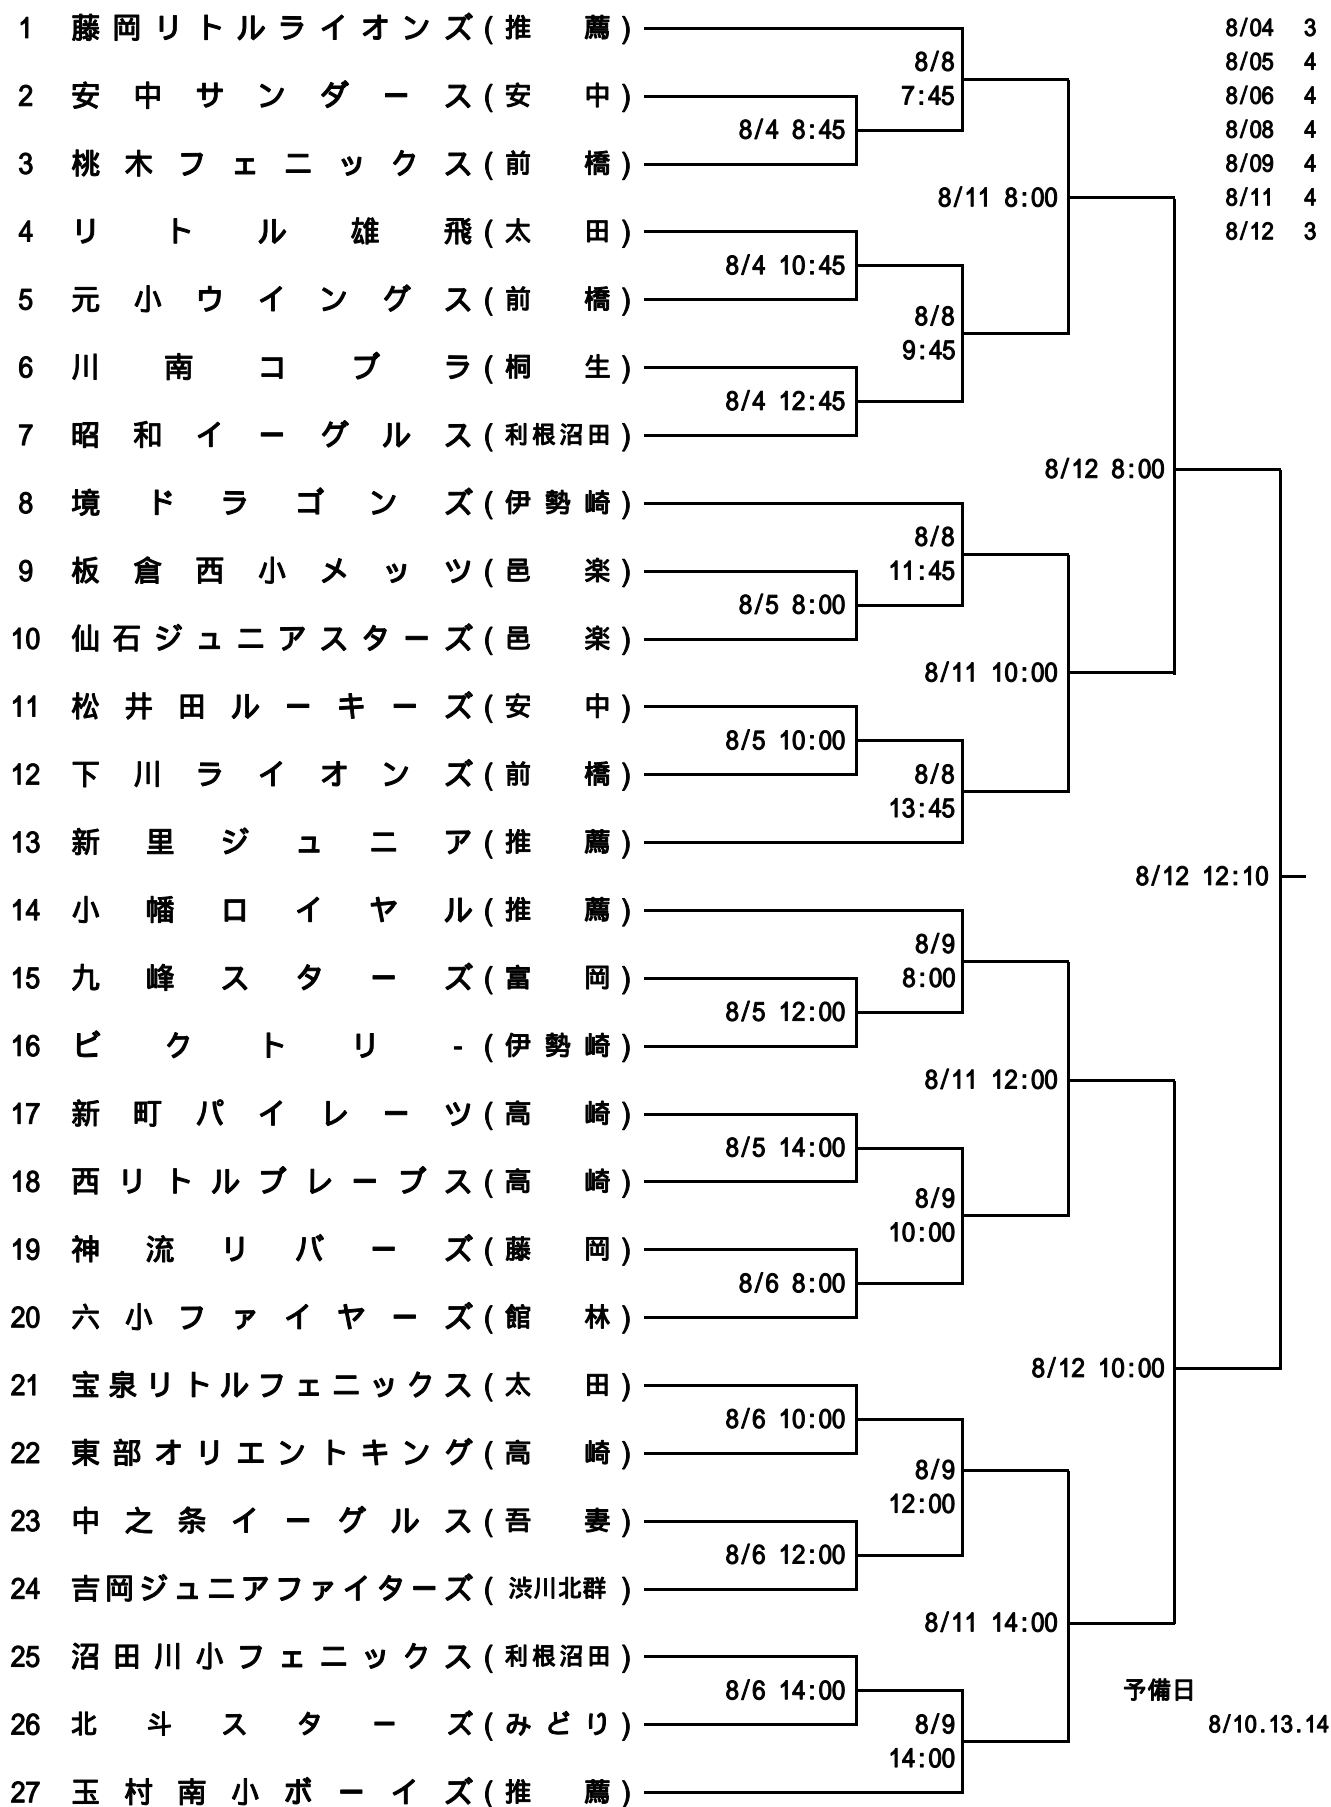 1 藤岡リトルライオンズ(推薦) 8/04 3
8/8 8/05 4
2 安中サンダース(安中) 7:45 8/06 4
8/4 8:45 8/08 4
3 桃木フェニックス(前橋) 8/09 4
8/11 8:00 8/11 4
4 リトル雄飛(太田) 8/12 3
8/4 10:45
5 元小ウイングス(前橋)
8/8
9:45
6 川南コブラ(桐生)
8/4 12:45
7 昭和イーグルス(利根沼田)
8/12 8:00
8 境ドラゴンズ(伊勢崎)
8/8
9 板倉西小メッツ(邑楽) 11:45
8/5 8:00
10 仙石ジュニアスターズ(邑楽)
8/11 10:00
11 松井田ルーキーズ(安中)
8/5 10:00
12 下川ライオンズ(前橋) 8/8
13:45
13 新里ジュニア(推薦)
8/12 12:10
14 小幡ロイヤル(推薦)
8/9
15 九峰スターズ(富岡) 8:00
8/5 12:00
16 ビクトリ-(伊勢崎)
8/11 12:00
17 新町パイレーツ(高崎)
8/5 14:00
18 西リトルブレーブス(高崎)
8/9
10:00
19 神流リバーズ(藤岡)
8/6 8:00
20 六小ファイヤーズ(館林)
8/12 10:00
21 宝泉リトルフェニックス(太田)
8/6 10:00
22 東部オリエントキング(高崎)
8/9
12:00
23 中之条イーグルス(吾妻)
8/6 12:00
24 吉岡ジュニアファイターズ(渋川北群)
8/11 14:00
25 沼田川小フェニックス(利根沼田)
8/6 14:00 予備日
26 北斗スターズ(みどり) 8/9 8/10.13.14
14:00
27 玉村南小ボーイズ(推薦)